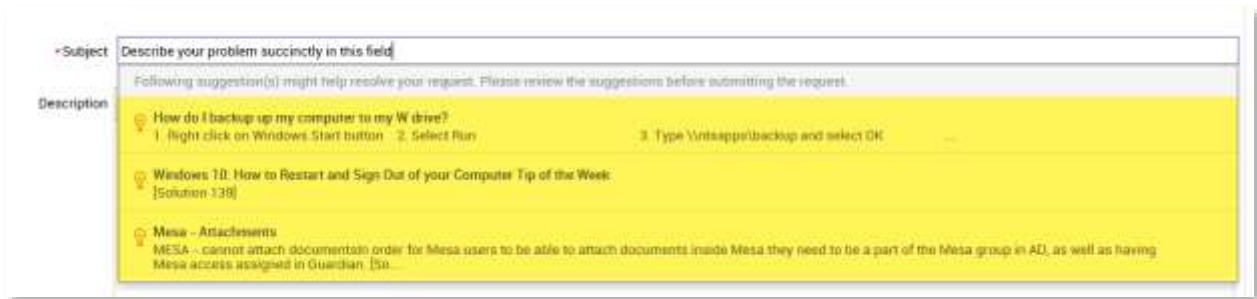 *Subject Describe your problem succinctly in this field
Following suggestion(s) might help resolve your request. Please review the suggestions before submitting the request.
Description
How do I backup up my computer to my W drive?
1. Right click on Windows Start button 2. Select Run 3. Type \\ntsapps\backup and select OK ...
Windows 10: How to Restart and Sign Out of your Computer Tip of the Week
[Solution 138]
Mesa - Attachments
MESA - cannot attach documentsIn order for Mesa users to be able to attach documents inside Mesa they need to be a part of the Mesa group in AD, as well as having
Mesa access assigned in Guardian. [So...